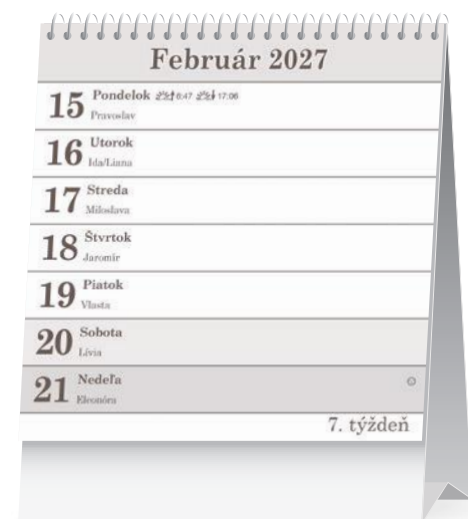 Február 2027
15 Pondelok 6:47 17:06
Pravoslav
16 Utorok
Ida/Liana
17 Streda
Miloslava
18 Štvrtok
Jaromír
19 Piatok
Vlasta
20 Sobota
Lívia
21 Nedeľa
Eleonóra
7. týždeň